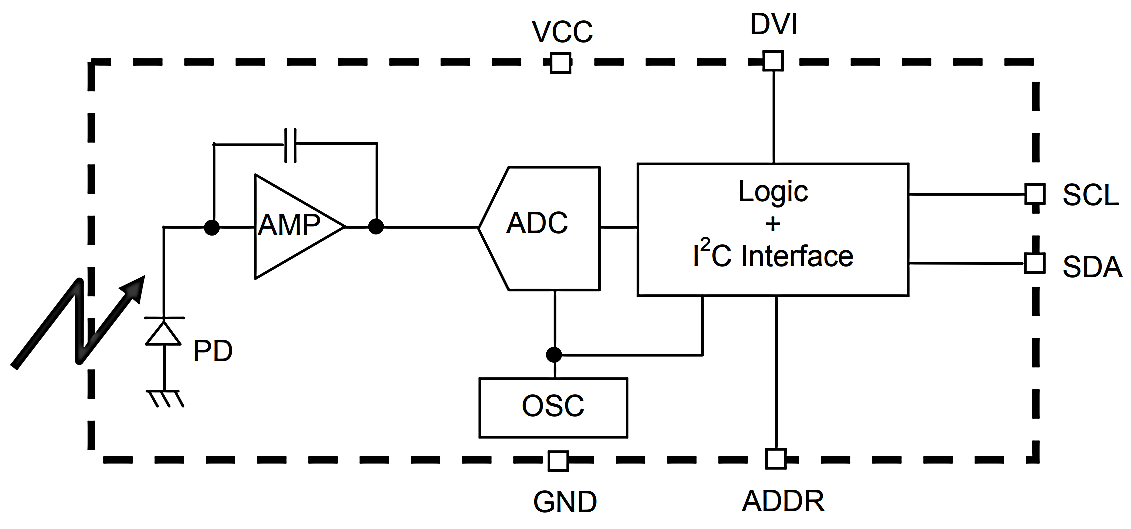 VCC
DVI
AMP
ADC
Logic
+
I²C Interface
SCL
SDA
PD
OSC
GND
ADDR